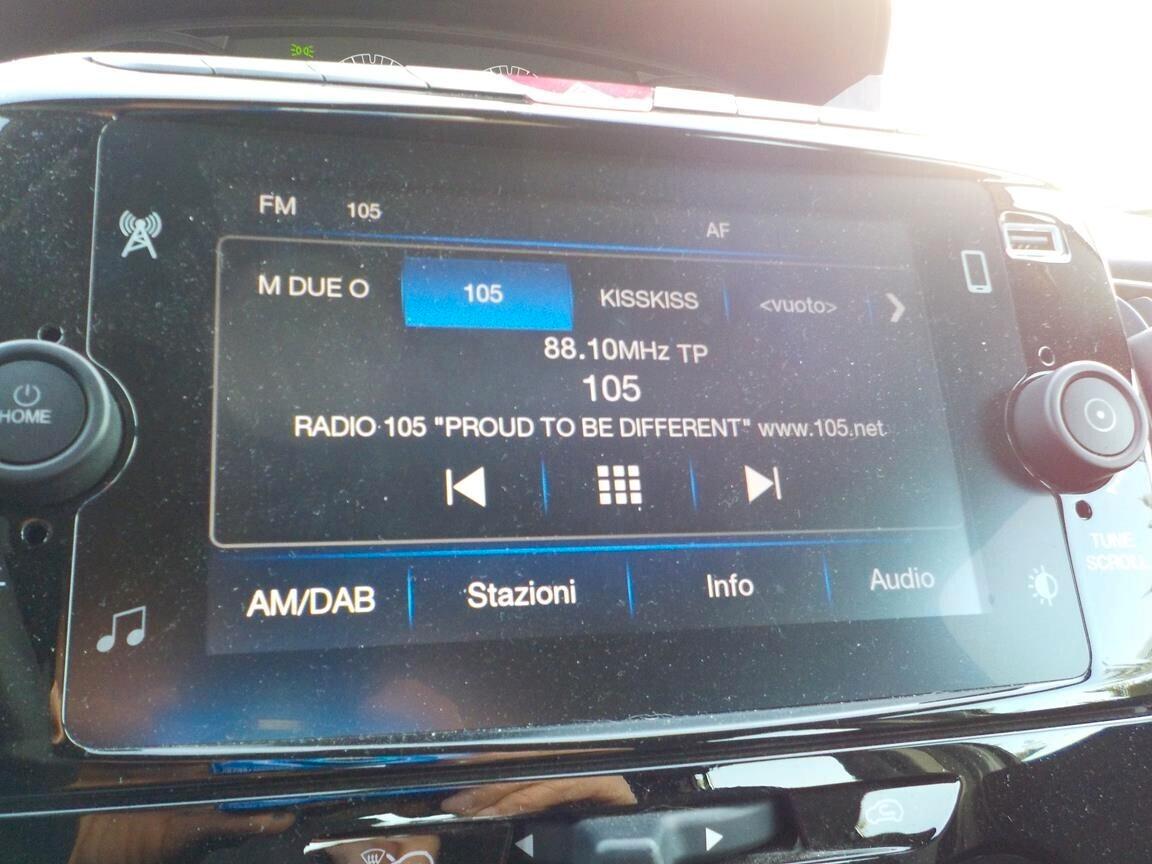 FM 105 AF
M DUE O 105 KISSKISS <vuoto>
88.10MHz TP
105
RADIO 105 "PROUD TO BE DIFFERENT" www.105.net
HOME
TUNE
SCROLL
AM/DAB Stazioni Info Audio